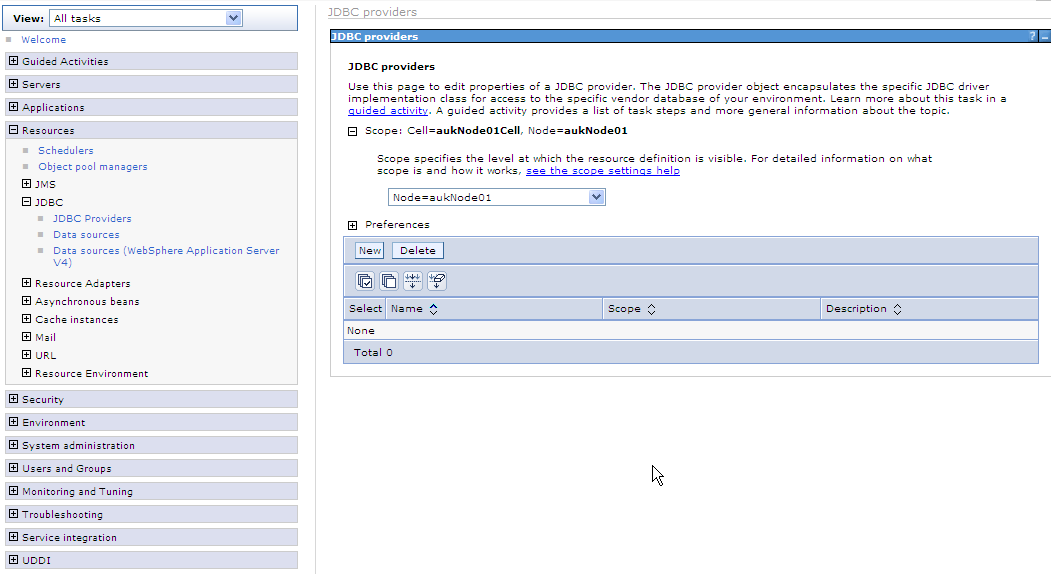 View: All tasks
Welcome
Guided Activities
Servers
Applications
Resources
Schedulers
Object pool managers
JMS
JDBC
JDBC Providers
Data sources
Data sources (WebSphere Application Server
V4)
Resource Adapters
Asynchronous beans
Cache instances
Mail
URL
Resource Environment
Security
Environment
System administration
Users and Groups
Monitoring and Tuning
Troubleshooting
Service integration
UDDI
JDBC providers
JDBC providers ?
JDBC providers
Use this page to edit properties of a JDBC provider. The JDBC provider object encapsulates the specific JDBC driver
implementation class for access to the specific vendor database of your environment. Learn more about this task in a
guided activity. A guided activity provides a list of task steps and more general information about the topic.
Scope: Cell=aukNode01Cell, Node=aukNode01
Scope specifies the level at which the resource definition is visible. For detailed information on what
scope is and how it works, see the scope settings help
Node=aukNode01
Preferences
New Delete
Select Name Scope Description
None
Total 0